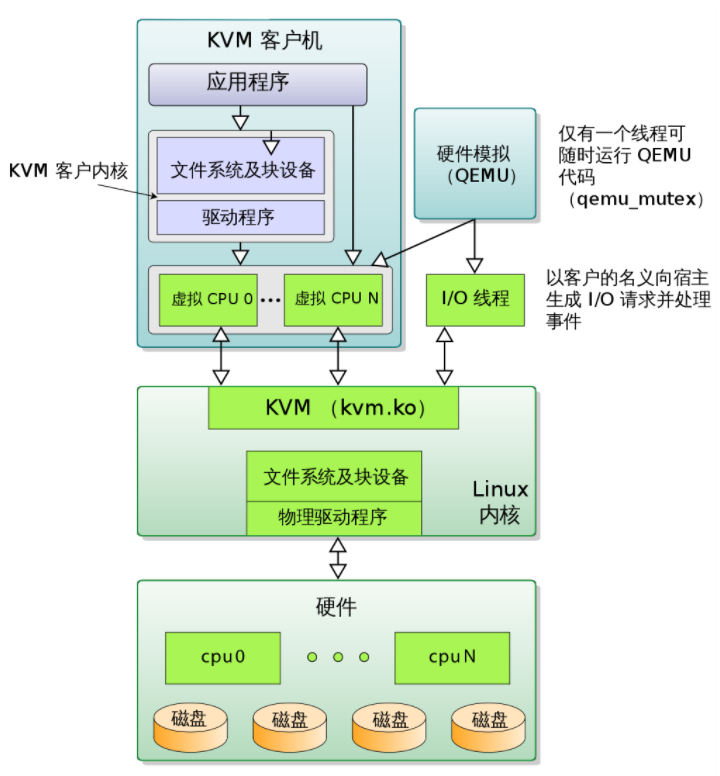 KVM 客户机
应用程序
KVM 客户内核
文件系统及块设备
驱动程序
虚拟 CPU 0
虚拟 CPU N
硬件模拟
（QEMU）
仅有一个线程可
随时运行 QEMU
代码
（qemu_mutex）
I/O 线程
以客户的名义向宿主
生成 I/O 请求并处理
事件
KVM （kvm.ko）
文件系统及块设备
物理驱动程序
Linux
内核
硬件
cpu0
cpuN
磁盘
磁盘
磁盘
磁盘